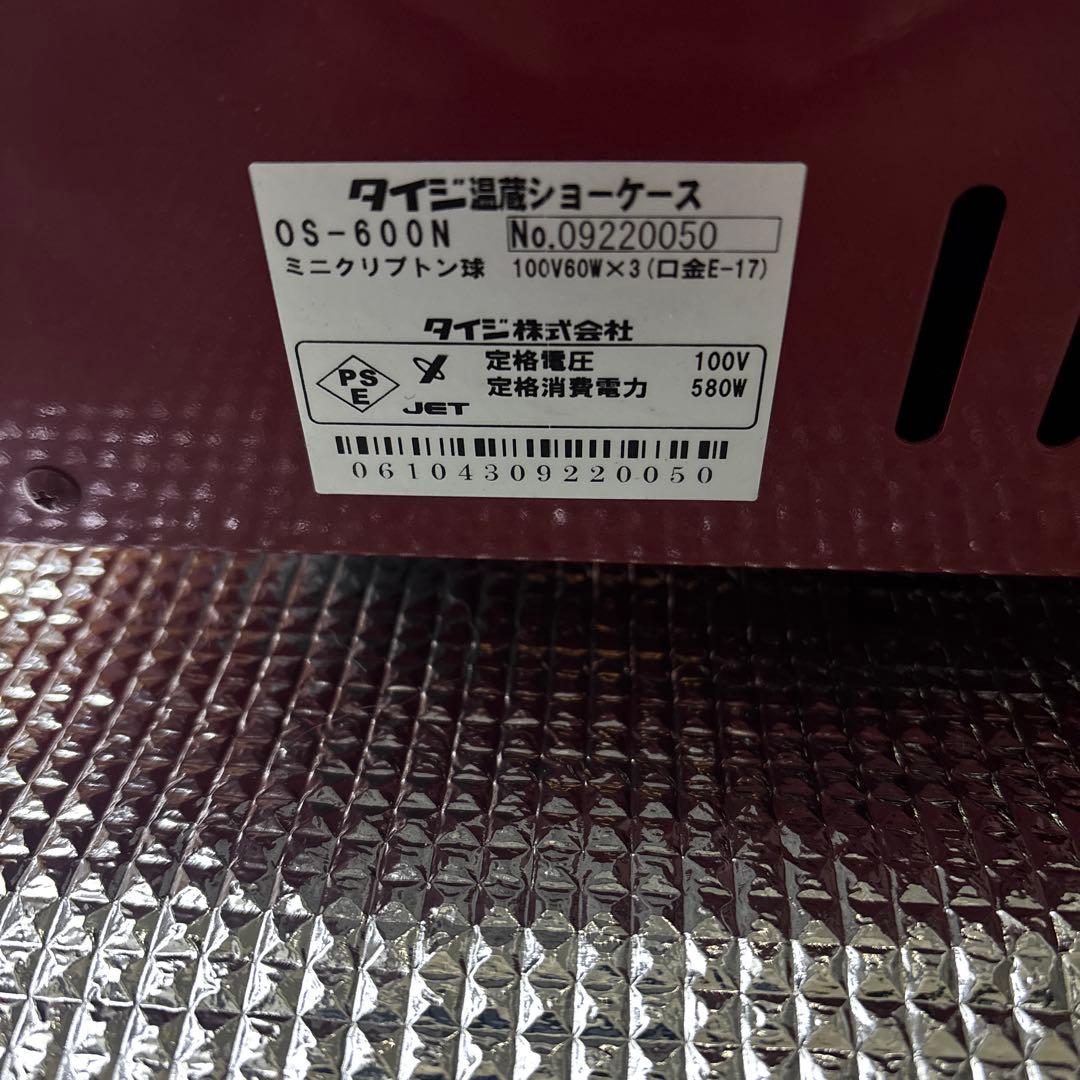 タイジ温蔵ショーケース
OS-600N No.09220050
ミニクリプトン球 100V60W×3(口金E-17)
タイジ株式会社
PS E JET 定格電圧 100V
定格消費電力 580W
06104309220050